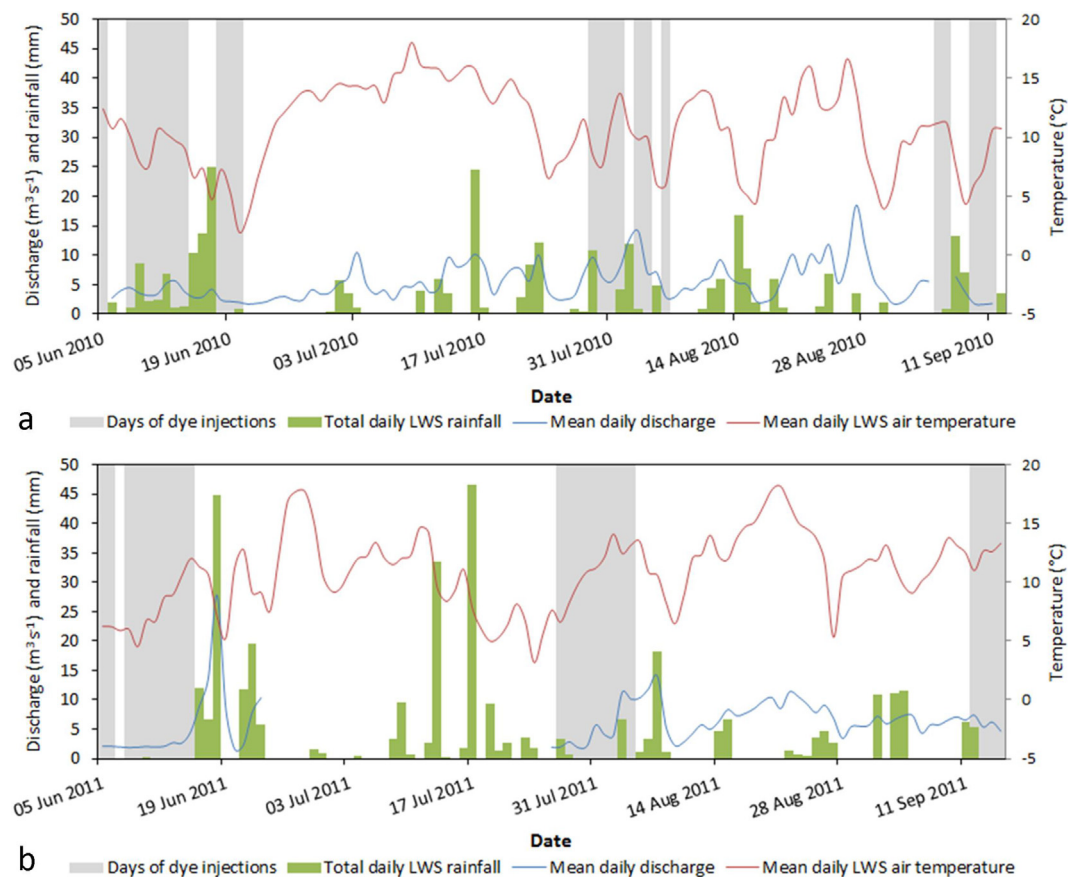 50
45
40
35
30
25
20
15
10
5
0
Discharge (m³ s⁻¹) and rainfall (mm)
20
15
10
5
0
-5
Temperature (°C)
05 Jun 2010
19 Jun 2010
03 Jul 2010
17 Jul 2010
31 Jul 2010
14 Aug 2010
28 Aug 2010
11 Sep 2010
Date
a
Days of dye injections Total daily LWS rainfall Mean daily discharge Mean daily LWS air temperature
50
45
40
35
30
25
20
15
10
5
0
Discharge (m³ s⁻¹) and rainfall (mm)
20
15
10
5
0
-5
Temperature (°C)
05 Jun 2011
19 Jun 2011
03 Jul 2011
17 Jul 2011
31 Jul 2011
14 Aug 2011
28 Aug 2011
11 Sep 2011
Date
b
Days of dye injections Total daily LWS rainfall Mean daily discharge Mean daily LWS air temperature